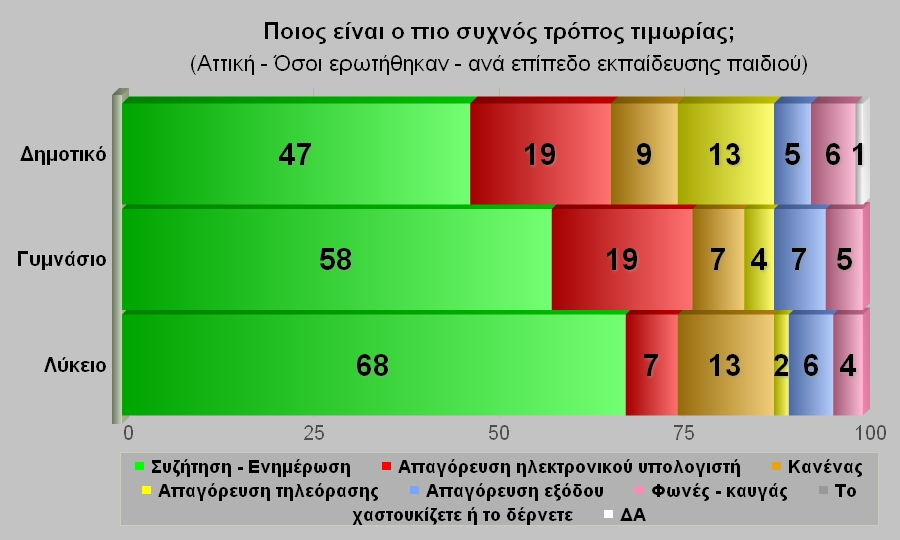 Ποιος είναι ο πιο συχνός τρόπος τιμωρίας;
(Αττική - Όσοι ερωτήθηκαν - ανά επίπεδο εκπαίδευσης παιδιού)
Δημοτικό 47 19 9 13 5 6 1
Γυμνάσιο 58 19 7 4 7 5
Λύκειο 68 7 13 2 6 4
0 25 50 75 100
Συζήτηση - Ενημέρωση Απαγόρευση ηλεκτρονικού υπολογιστή Κανένας
Απαγόρευση τηλεόρασης Απαγόρευση εξόδου Φωνές - καυγάς Το
χαστουκίζετε ή το δέρνετε ΔΑ